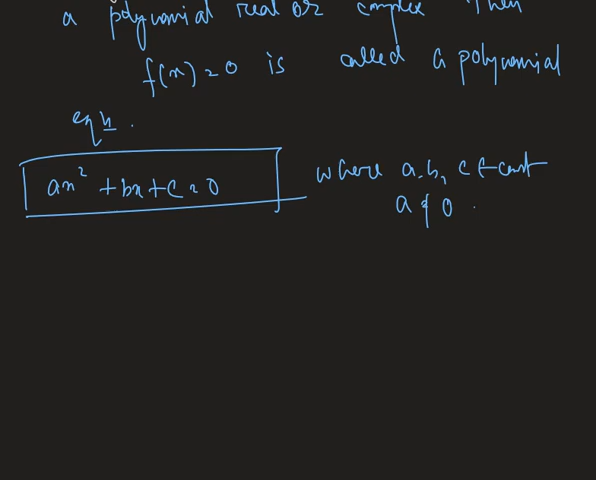 a polynomial real or complex Then
f(x) = 0 is called a polynomial
eqn.
ax² + bx + c = 0 where a, b, c ← const
a ≠ 0.